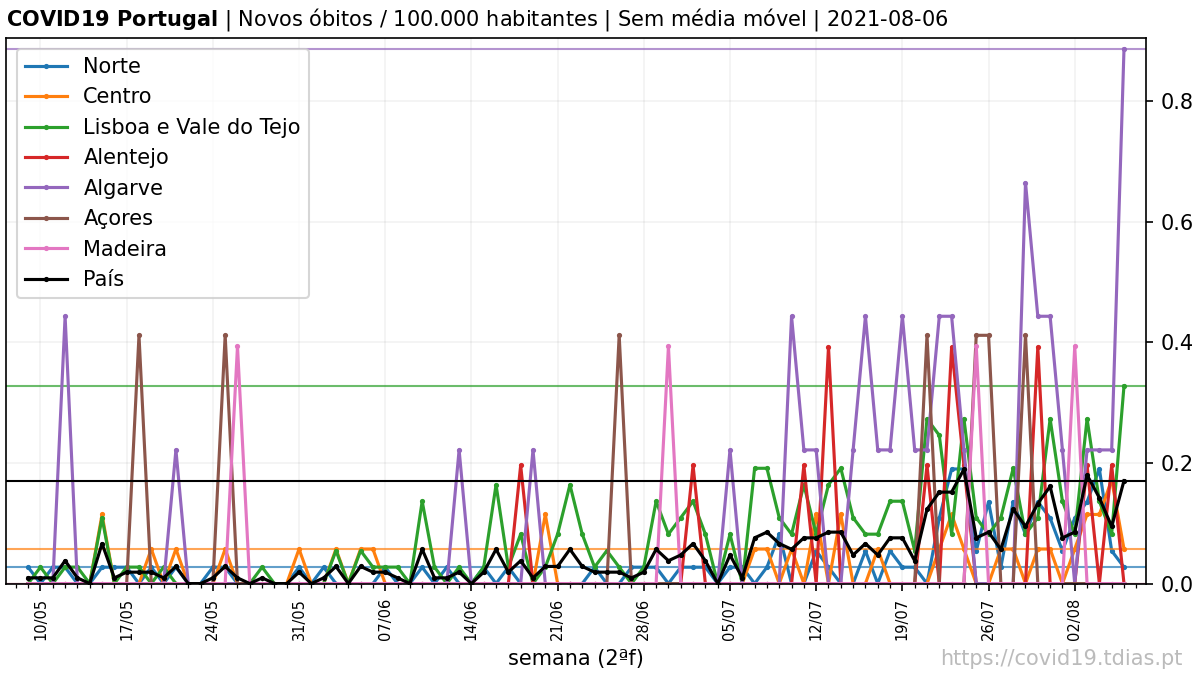 COVID19 Portugal | Novos óbitos / 100.000 habitantes | Sem média móvel | 2021-08-06
Norte
Centro
Lisboa e Vale do Tejo
Alentejo
Algarve
Açores
Madeira
País
0.8
0.6
0.4
0.2
0.0
10/05 17/05 24/05 31/05 07/06 14/06 21/06 28/06 05/07 12/07 19/07 26/07 02/08
semana (2ªf)
https://covid19.tdias.pt